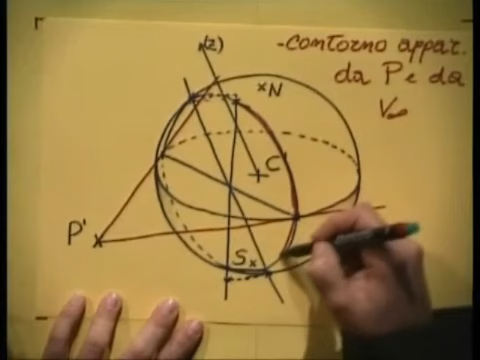 (z)
-contorno appar.
da P e da
V∞
×N
C
P'
S×